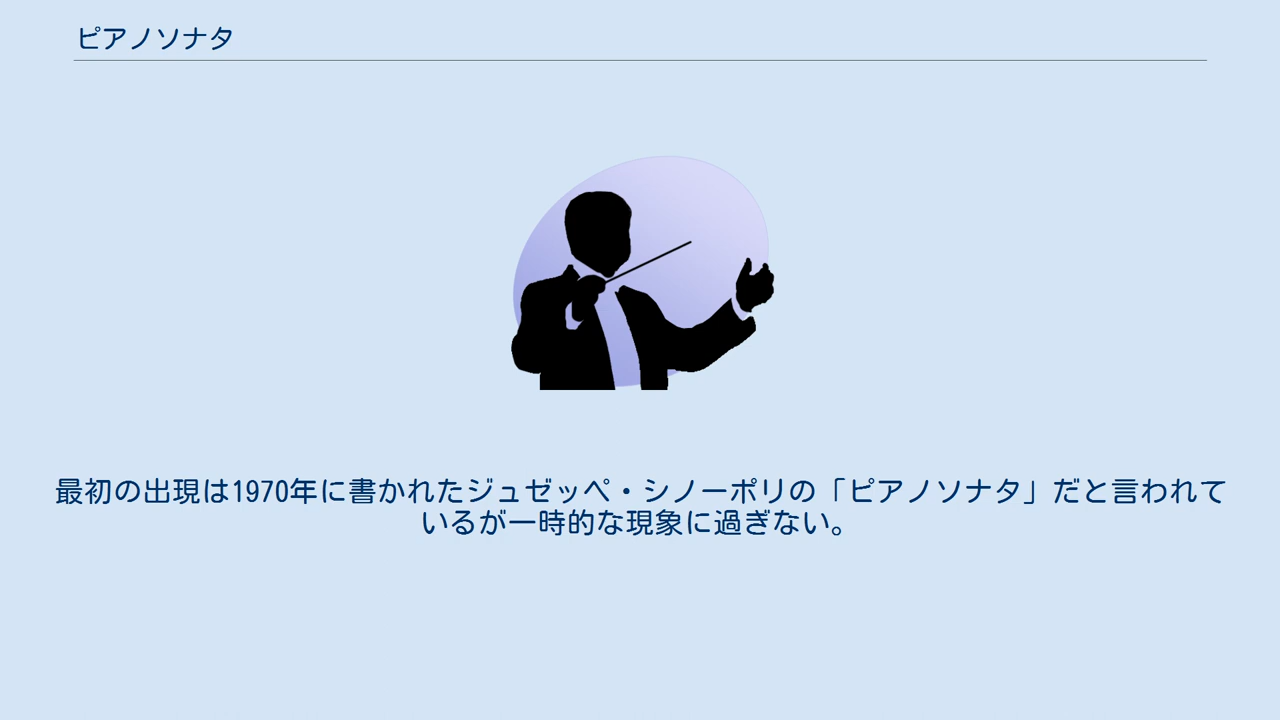 ピアノソナタ
最初の出現は1970年に書かれたジュゼッペ・シノーポリの「ピアノソナタ」だと言われて
いるが一時的な現象に過ぎない。